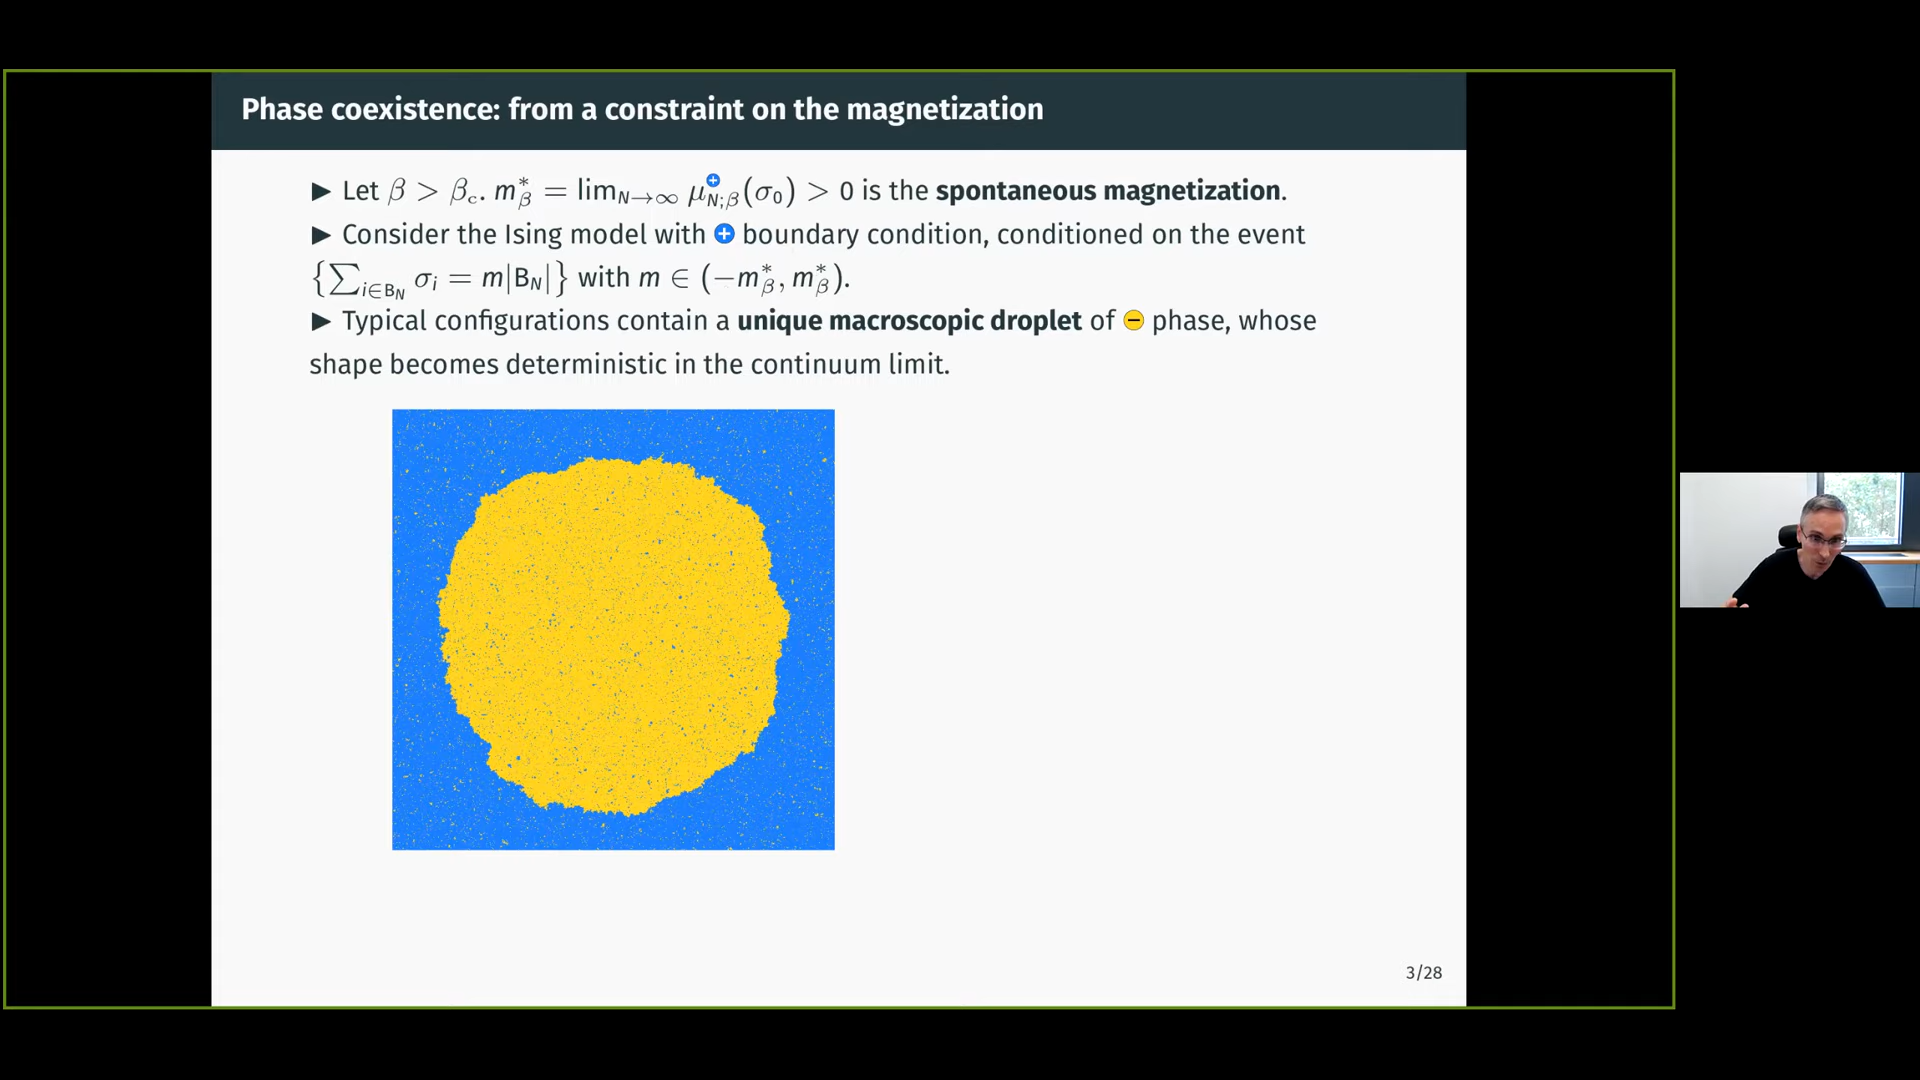 Phase coexistence: from a constraint on the magnetization
▶ Let β > β_c. m*_β = lim_{N→∞} μ^⊕_{N;β}(σ_0) > 0 is the spontaneous magnetization.
▶ Consider the Ising model with ⊕ boundary condition, conditioned on the event
{∑_{i∈B_N} σ_i = m|B_N|} with m ∈ (−m*_β, m*_β).
▶ Typical configurations contain a unique macroscopic droplet of ⊖ phase, whose
shape becomes deterministic in the continuum limit.
3/28